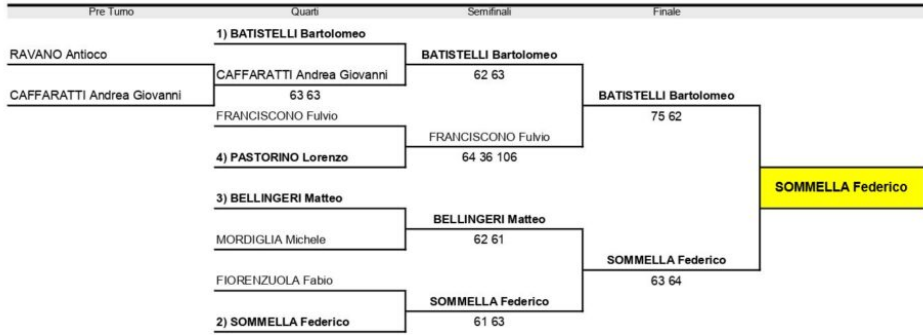 Pre Turno Quarti Semifinali Finale
1) BATISTELLI Bartolomeo
RAVANO Antioco
BATISTELLI Bartolomeo
CAFFARATTI Andrea Giovanni
62 63
CAFFARATTI Andrea Giovanni
63 63
BATISTELLI Bartolomeo
FRANCISCONO Fulvio
75 62
FRANCISCONO Fulvio
4) PASTORINO Lorenzo
64 36 106
SOMMELLA Federico
3) BELLINGERI Matteo
BELLINGERI Matteo
MORDIGLIA Michele
62 61
SOMMELLA Federico
FIORENZUOLA Fabio
63 64
SOMMELLA Federico
2) SOMMELLA Federico
61 63